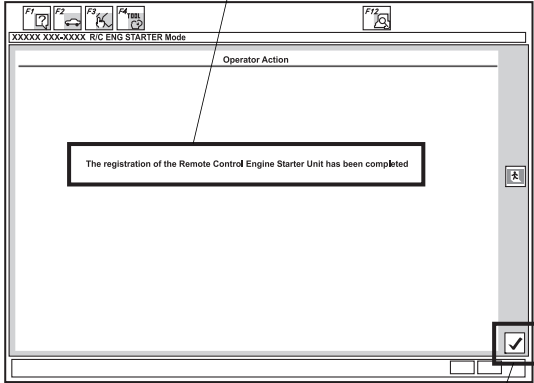 F1 F2 F3 F4 TOOL F12
XXXXX XXX-XXXX R/C ENG STARTER Mode
Operator Action
The registration of the Remote Control Engine Starter Unit has been completed